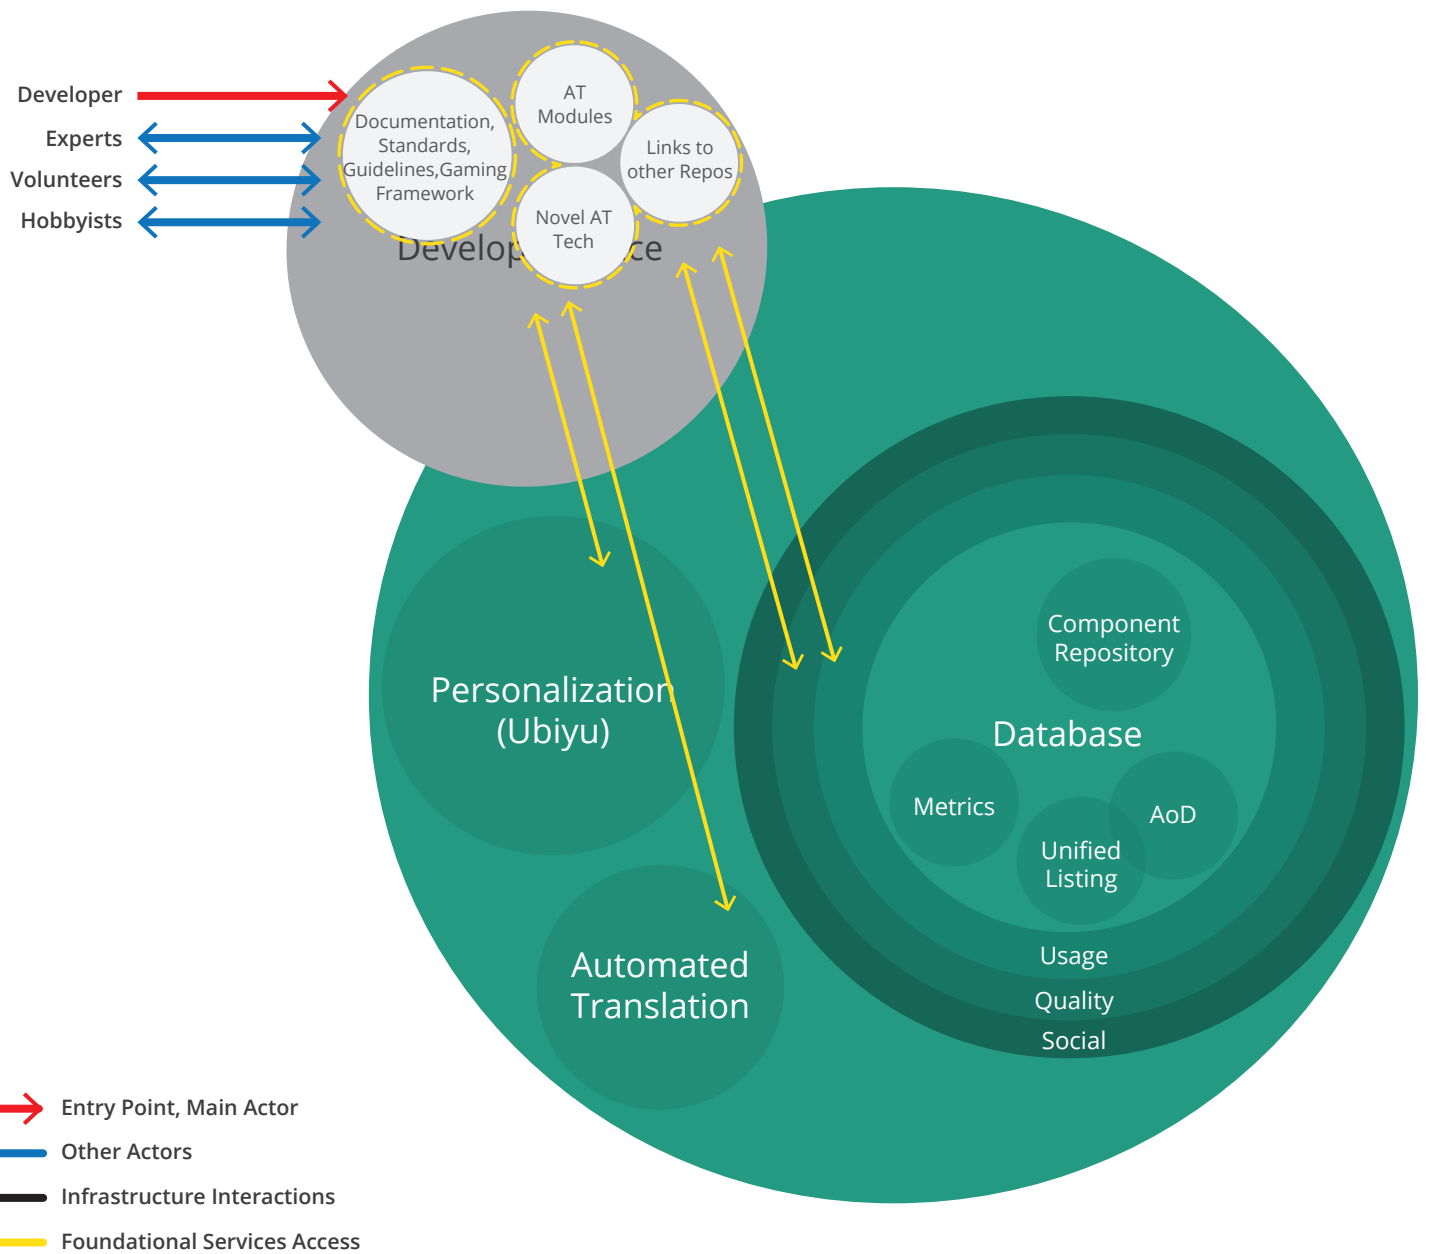 Developer
Experts
Volunteers
Hobbyists
Documentation,
Standards,
Guidelines,Gaming
Framework
AT
Modules
Links to
other Repos
Novel AT
Tech
Personalization
(Ubiyu)
Automated
Translation
Component
Repository
Database
Metrics
AoD
Unified
Listing
Usage
Quality
Social
Entry Point, Main Actor
Other Actors
Infrastructure Interactions
Foundational Services Access